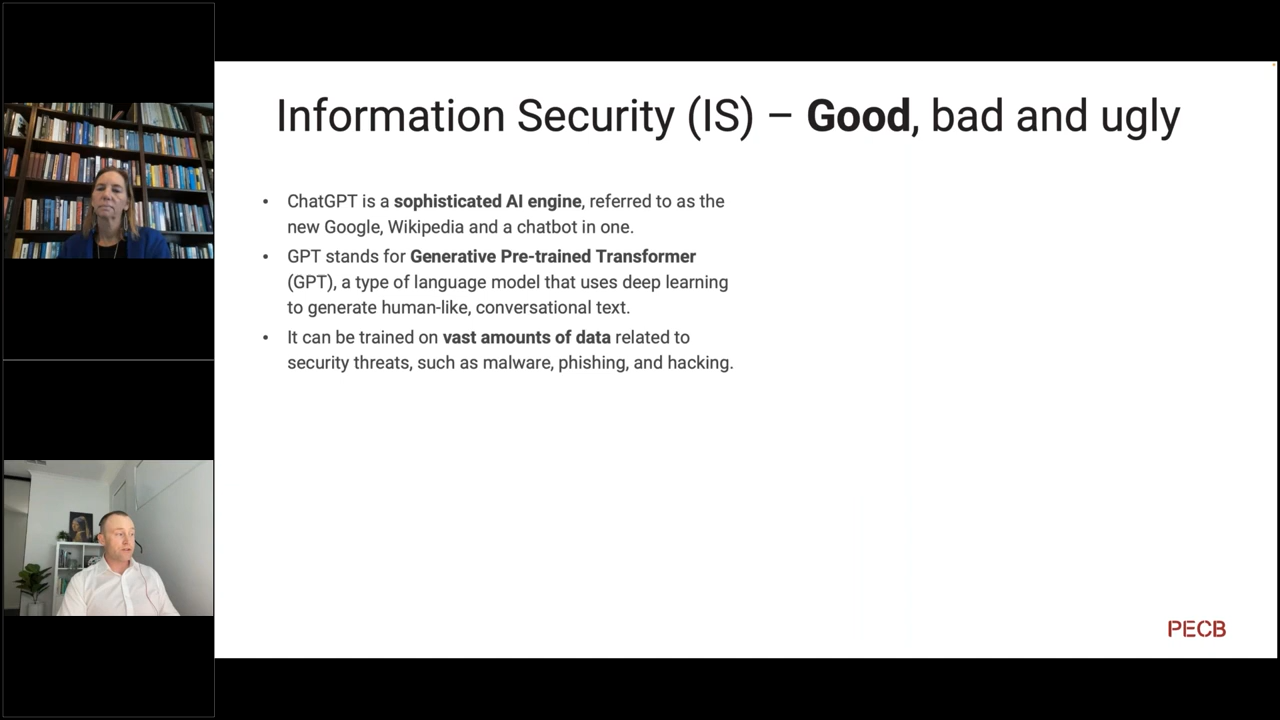 Information Security (IS) – Good, bad and ugly
• ChatGPT is a sophisticated AI engine, referred to as the
new Google, Wikipedia and a chatbot in one.
• GPT stands for Generative Pre-trained Transformer
(GPT), a type of language model that uses deep learning
to generate human-like, conversational text.
• It can be trained on vast amounts of data related to
security threats, such as malware, phishing, and hacking.
PECB